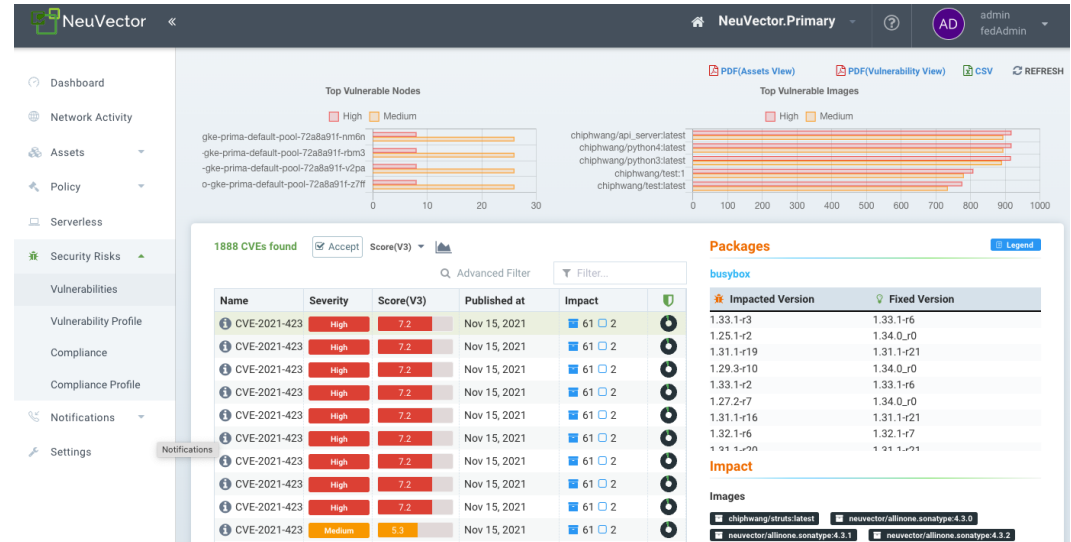 NeuVector «
NeuVector.Primary
?
AD
admin
fedAdmin
Dashboard
Network Activity
Assets
Policy
Serverless
Security Risks
Vulnerabilities
Vulnerability Profile
Compliance
Compliance Profile
Notifications
Settings
Notifications
PDF(Assets View)
PDF(Vulnerability View)
CSV
REFRESH
Top Vulnerable Nodes
High Medium
gke-prima-default-pool-72a8a91f-nm6n
-gke-prima-default-pool-72a8a91f-rbm3
-gke-prima-default-pool-72a8a91f-v2pa
o-gke-prima-default-pool-72a8a91f-z7ff
0 10 20 30
Top Vulnerable Images
High Medium
chiphwang/api_server:latest
chiphwang/python4:latest
chiphwang/python3:latest
chiphwang/test:1
chiphwang/test:latest
0 100 200 300 400 500 600 700 800 900 1000
1888 CVEs found Accept Score(V3)
Advanced Filter Filter...
Name Severity Score(V3) Published at Impact
CVE-2021-423 High 7.2 Nov 15, 2021 61 2
CVE-2021-423 High 7.2 Nov 15, 2021 61 2
CVE-2021-423 High 7.2 Nov 15, 2021 61 2
CVE-2021-423 High 7.2 Nov 15, 2021 61 2
CVE-2021-423 High 7.2 Nov 15, 2021 61 2
CVE-2021-423 High 7.2 Nov 15, 2021 61 2
CVE-2021-423 High 7.2 Nov 15, 2021 61 2
CVE-2021-423 High 7.2 Nov 15, 2021 61 2
CVE-2021-423 High 7.2 Nov 15, 2021 61 2
CVE-2021-423 Medium 5.3 Nov 15, 2021 61 2
Packages
Legend
busybox
Impacted Version Fixed Version
1.33.1-r3 1.33.1-r6
1.25.1-r2 1.34.0_r0
1.31.1-r19 1.31.1-r21
1.29.3-r10 1.34.0_r0
1.33.1-r2 1.33.1-r6
1.27.2-r7 1.34.0_r0
1.31.1-r16 1.31.1-r21
1.32.1-r6 1.32.1-r7
1.31.1-r20 1.31.1-r21
Impact
Images
chiphwang/struts:latest neuvector/allinone.sonatype:4.3.0
neuvector/allinone.sonatype:4.3.1 neuvector/allinone.sonatype:4.3.2